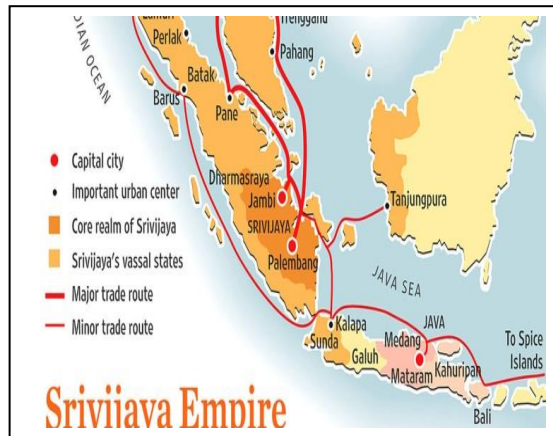 Trengganu
Perlak
Pahang
DIAN OCEAN
Batak
Barus
Pane
Capital city
Important urban center
Core realm of Srivijaya
Srivijaya's vassal states
Major trade route
Minor trade route
Dharmasraya
Jambi
SRIVIJAYA
Palembang
Tanjungpura
JAVA SEA
Kalapa
Sunda
Galuh
Medang
JAVA
Mataram
Kahuripan
Bali
To Spice
Islands
Srivijaya Empire